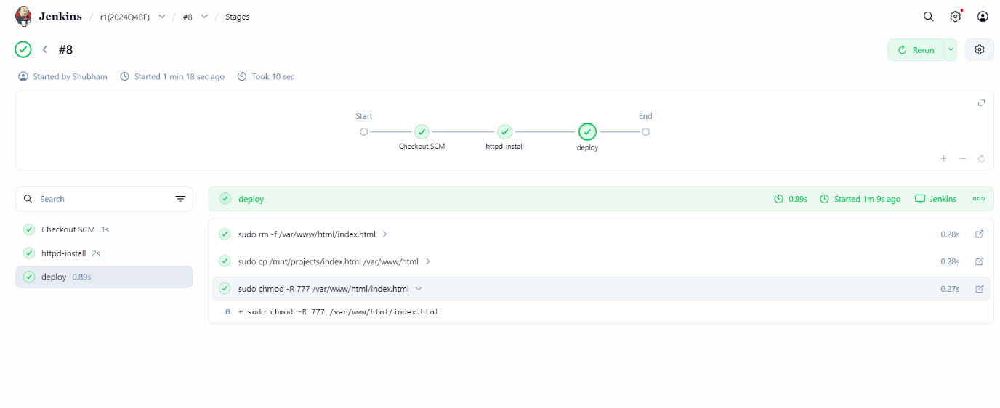 Jenkins / r1(2024Q4BF) / #8 / Stages
#8
Rerun
Started by Shubham Started 1 min 18 sec ago Took 10 sec
Start End
Checkout SCM httpd-install deploy
Search
deploy 0.89s Started 1m 9s ago Jenkins
Checkout SCM 1s
httpd-install 2s
deploy 0.89s
sudo rm -f /var/www/html/index.html 0.28s
sudo cp /mnt/projects/index.html /var/www/html 0.28s
sudo chmod -R 777 /var/www/html/index.html 0.27s
0 + sudo chmod -R 777 /var/www/html/index.html